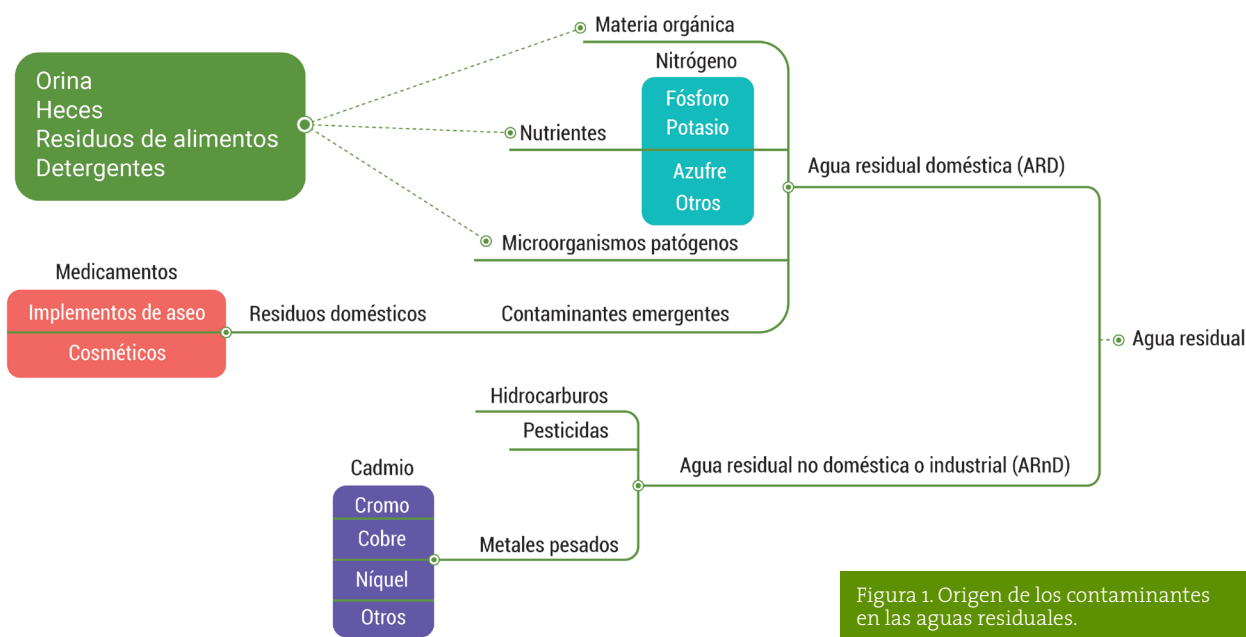 Materia orgánica
Nitrógeno
Orina
Heces
Residuos de alimentos
Detergentes
Fósforo
Potasio
Nutrientes
Azufre
Otros
Agua residual doméstica (ARD)
Microorganismos patógenos
Medicamentos
Implementos de aseo
Cosméticos
Residuos domésticos
Contaminantes emergentes
Agua residual
Hidrocarburos
Pesticidas
Agua residual no doméstica o industrial (ARnD)
Cadmio
Cromo
Cobre
Níquel
Otros
Metales pesados
Figura 1. Origen de los contaminantes
en las aguas residuales.